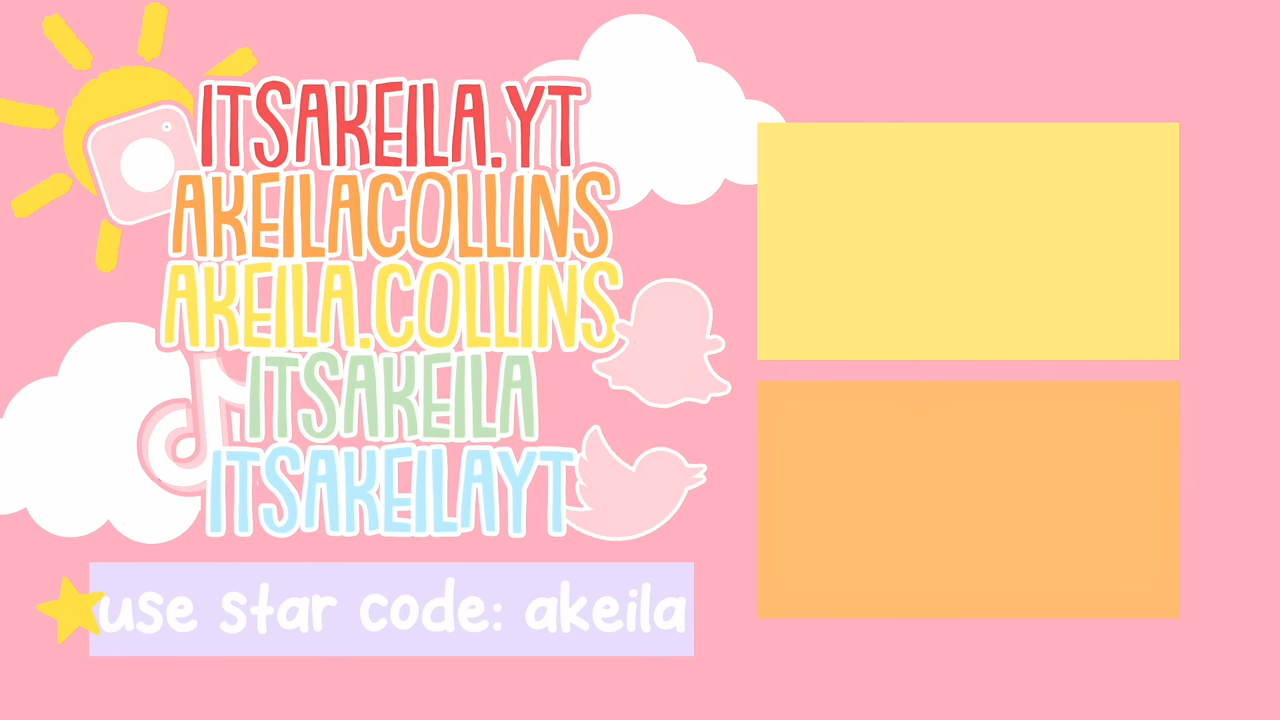 ITSAKEILA.YT
AKEILACOLLINS
AKEILA.COLLINS
ITSAKEILA
ITSAKEILAYT
use star code: akeila